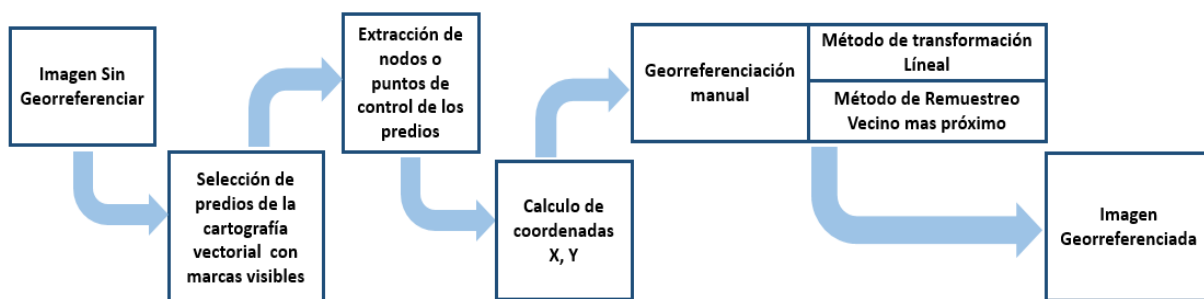 Imagen Sin
Georreferenciar
Selección de
predios de la
cartografía
vectorial con
marcas visibles
Extracción de
nodos o
puntos de
control de los
predios
Calculo de
coordenadas
X, Y
Georreferenciación
manual
Método de transformación
Líneal
Método de Remuestreo
Vecino mas próximo
Imagen
Georreferenciada